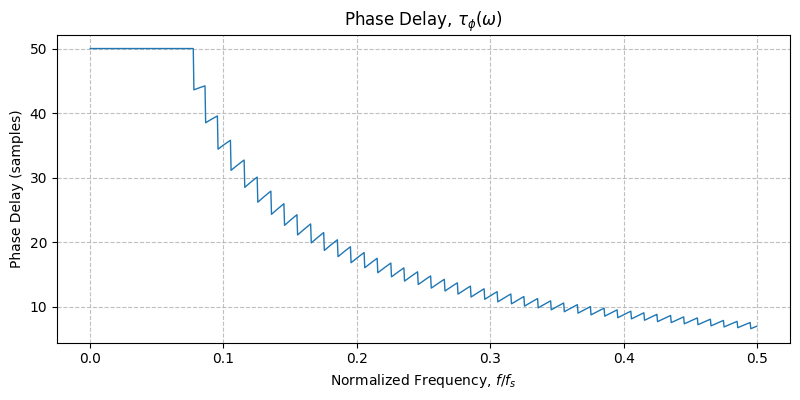 Phase Delay, τ_ϕ(ω)
Phase Delay (samples)
50
40
30
20
10
0.0 0.1 0.2 0.3 0.4 0.5
Normalized Frequency, f/f_s